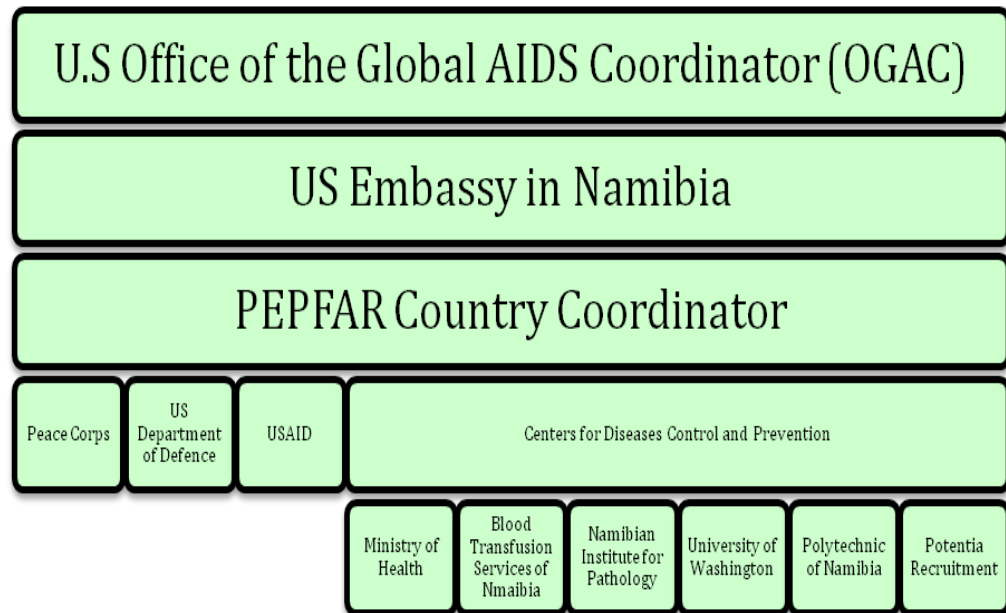 U.S Office of the Global AIDS Coordinator (OGAC)
US Embassy in Namibia
PEPFAR Country Coordinator
Peace Corps
US
Department
of Defence
USAID
Centers for Diseases Control and Prevention
Ministry of
Health
Blood
Transfusion
Services of
Nmaibia
Namibian
Institute for
Pathology
University of
Washington
Polytechnic
of Namibia
Potentia
Recruitment